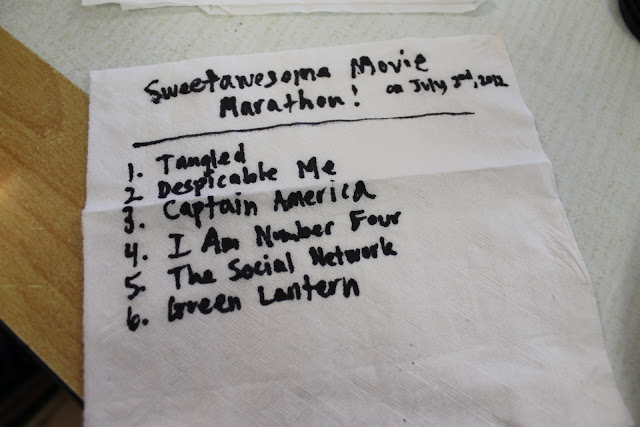 Sweetawesome Movie
Marathon! on July 2nd, 2012
1. Tangled
2 Despicable Me
3. Captain America
4. I Am Number Four
5. The Social Network
6. Green Lantern